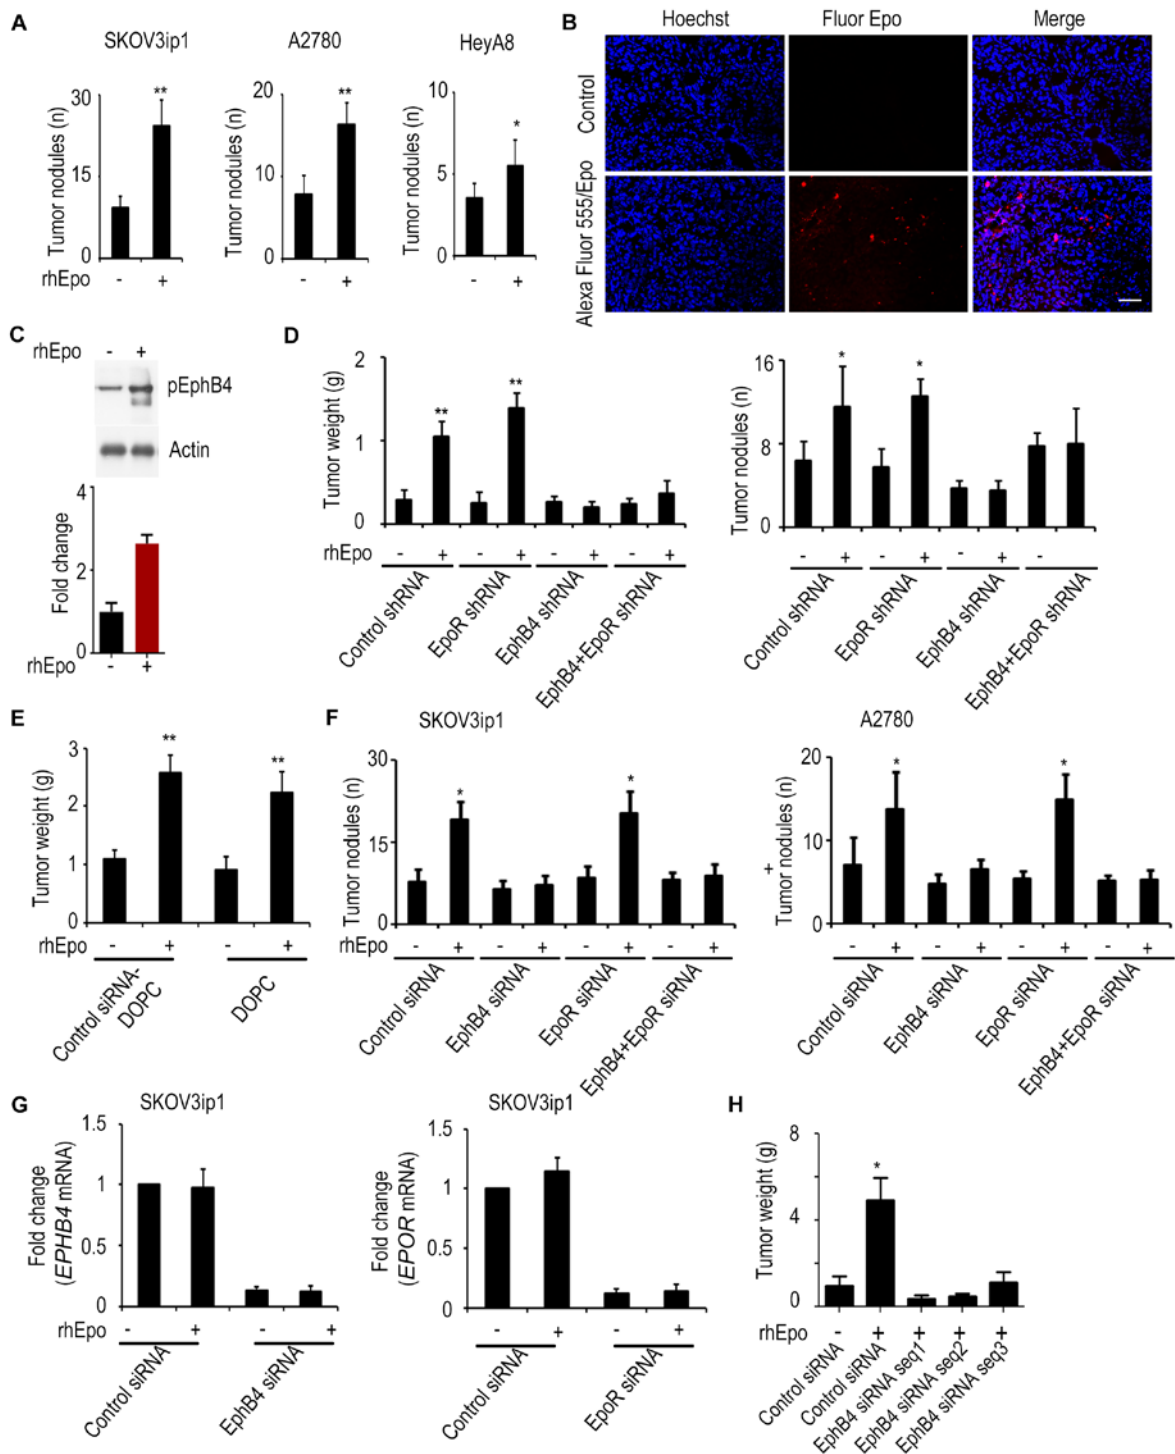 A
SKOV3ip1
A2780
HeyA8
Tumor nodules (n)
30
15
0
rhEpo
- +
Tumor nodules (n)
20
10
0
- +
Tumor nodules (n)
10
5
0
- +
** ** *
B
Hoechst
Fluor Epo
Merge
Control
Alexa Fluor 555/Epo
C
rhEpo - +
pEphB4
Actin
Fold change
4
2
0
rhEpo - +
D
Tumor weight (g)
2
1
0
** **
rhEpo - + - + - + - +
Control shRNA
EpoR shRNA
EphB4 shRNA
EphB4+EpoR shRNA
Tumor nodules (n)
16
8
0
* *
- + - + - + -
Control shRNA
EpoR shRNA
EphB4 shRNA
EphB4+EpoR shRNA
E
Tumor weight (g)
3
2
1
0
** **
rhEpo - + - +
Control siRNA-
DOPC
DOPC
F
SKOV3ip1
Tumor nodules (n)
30
15
0
* *
rhEpo - + - + - + - +
Control siRNA
EphB4 siRNA
EpoR siRNA
EphB4+EpoR siRNA
A2780
+
Tumor nodules (n)
20
10
0
* *
- + - + - + - +
Control siRNA
EphB4 siRNA
EpoR siRNA
EphB4+EpoR siRNA
G
SKOV3ip1
Fold change
(EPHB4 mRNA)
1.5
1
0.5
0
rhEpo - + - +
Control siRNA
EphB4 siRNA
SKOV3ip1
Fold change
(EPOR mRNA)
1.5
1
0.5
0
- + - +
Control siRNA
EpoR siRNA
H
Tumor weight (g)
8
4
0
*
rhEpo - + + + +
Control siRNA
Control siRNA
EphB4 siRNA seq1
EphB4 siRNA seq2
EphB4 siRNA seq3